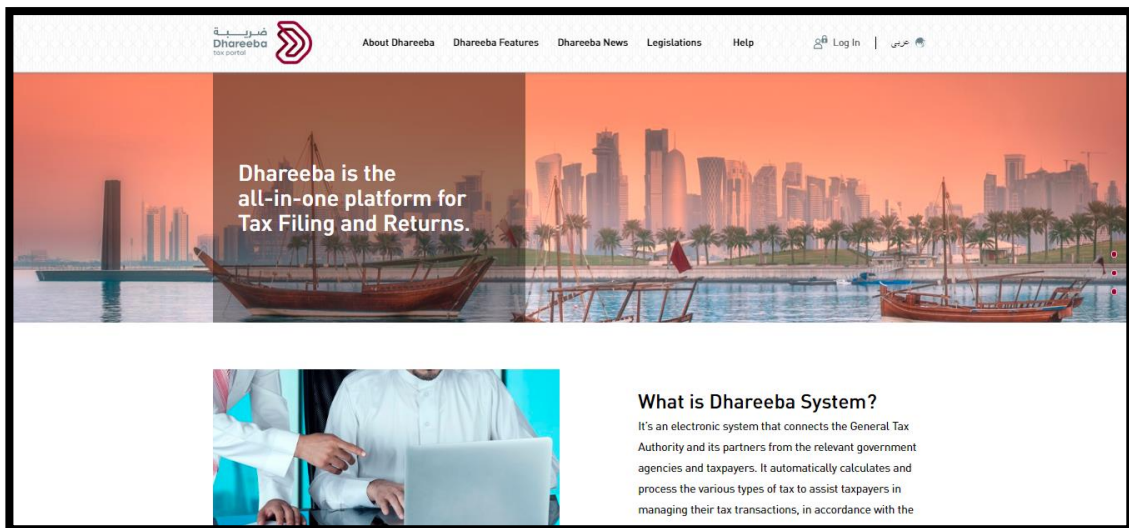 ضريبة
Dhareeba
tax portal
About Dhareeba Dhareeba Features Dhareeba News Legislations Help Log In | عربي
Dhareeba is the
all-in-one platform for
Tax Filing and Returns.
What is Dhareeba System?
It's an electronic system that connects the General Tax
Authority and its partners from the relevant government
agencies and taxpayers. It automatically calculates and
process the various types of tax to assist taxpayers in
managing their tax transactions, in accordance with the